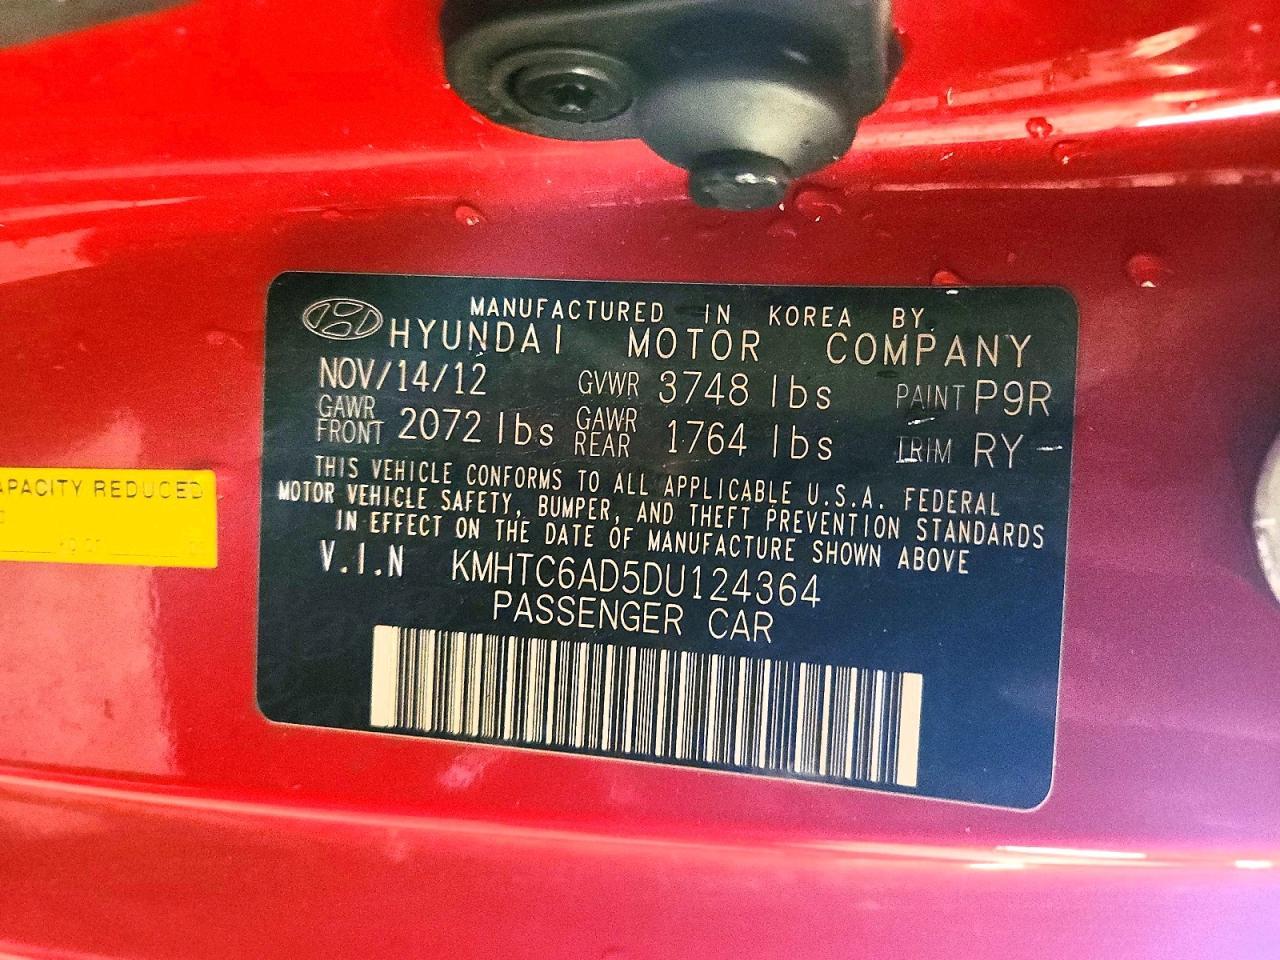 MANUFACTURED IN KOREA BY
HYUNDAI MOTOR COMPANY
NOV/14/12 GVWR 3748 lbs PAINT P9R
GAWR FRONT 2072 lbs GAWR REAR 1764 lbs TRIM RY
THIS VEHICLE CONFORMS TO ALL APPLICABLE U.S.A. FEDERAL
MOTOR VEHICLE SAFETY, BUMPER, AND THEFT PREVENTION STANDARDS
IN EFFECT ON THE DATE OF MANUFACTURE SHOWN ABOVE
V.I.N KMHTC6AD5DU124364
PASSENGER CAR
APACITY REDUCED